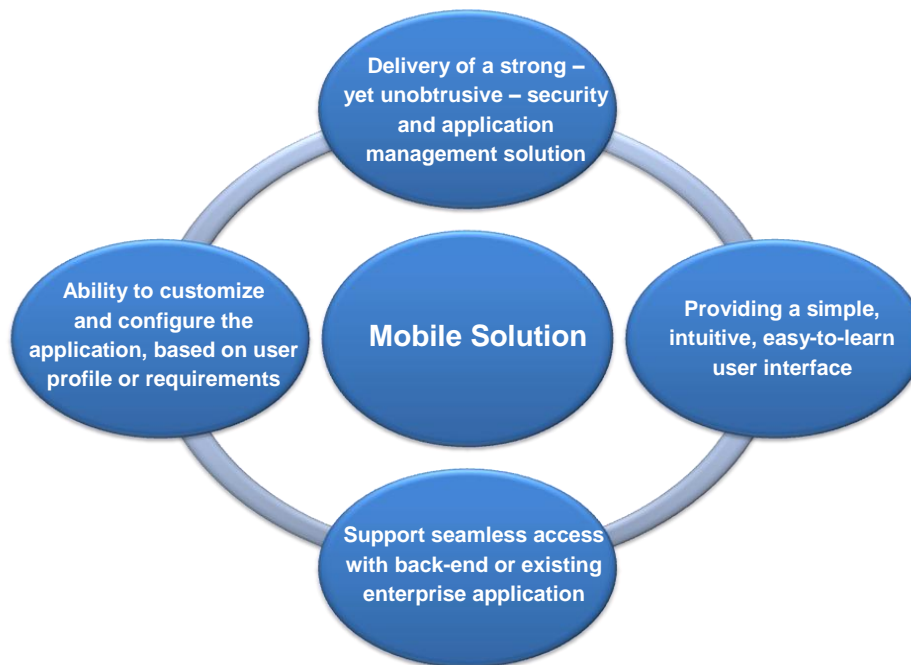 Delivery of a strong –
yet unobtrusive – security
and application
management solution
Ability to customize
and configure the
application, based on user
profile or requirements
Mobile Solution
Providing a simple,
intuitive, easy-to-learn
user interface
Support seamless access
with back-end or existing
enterprise application